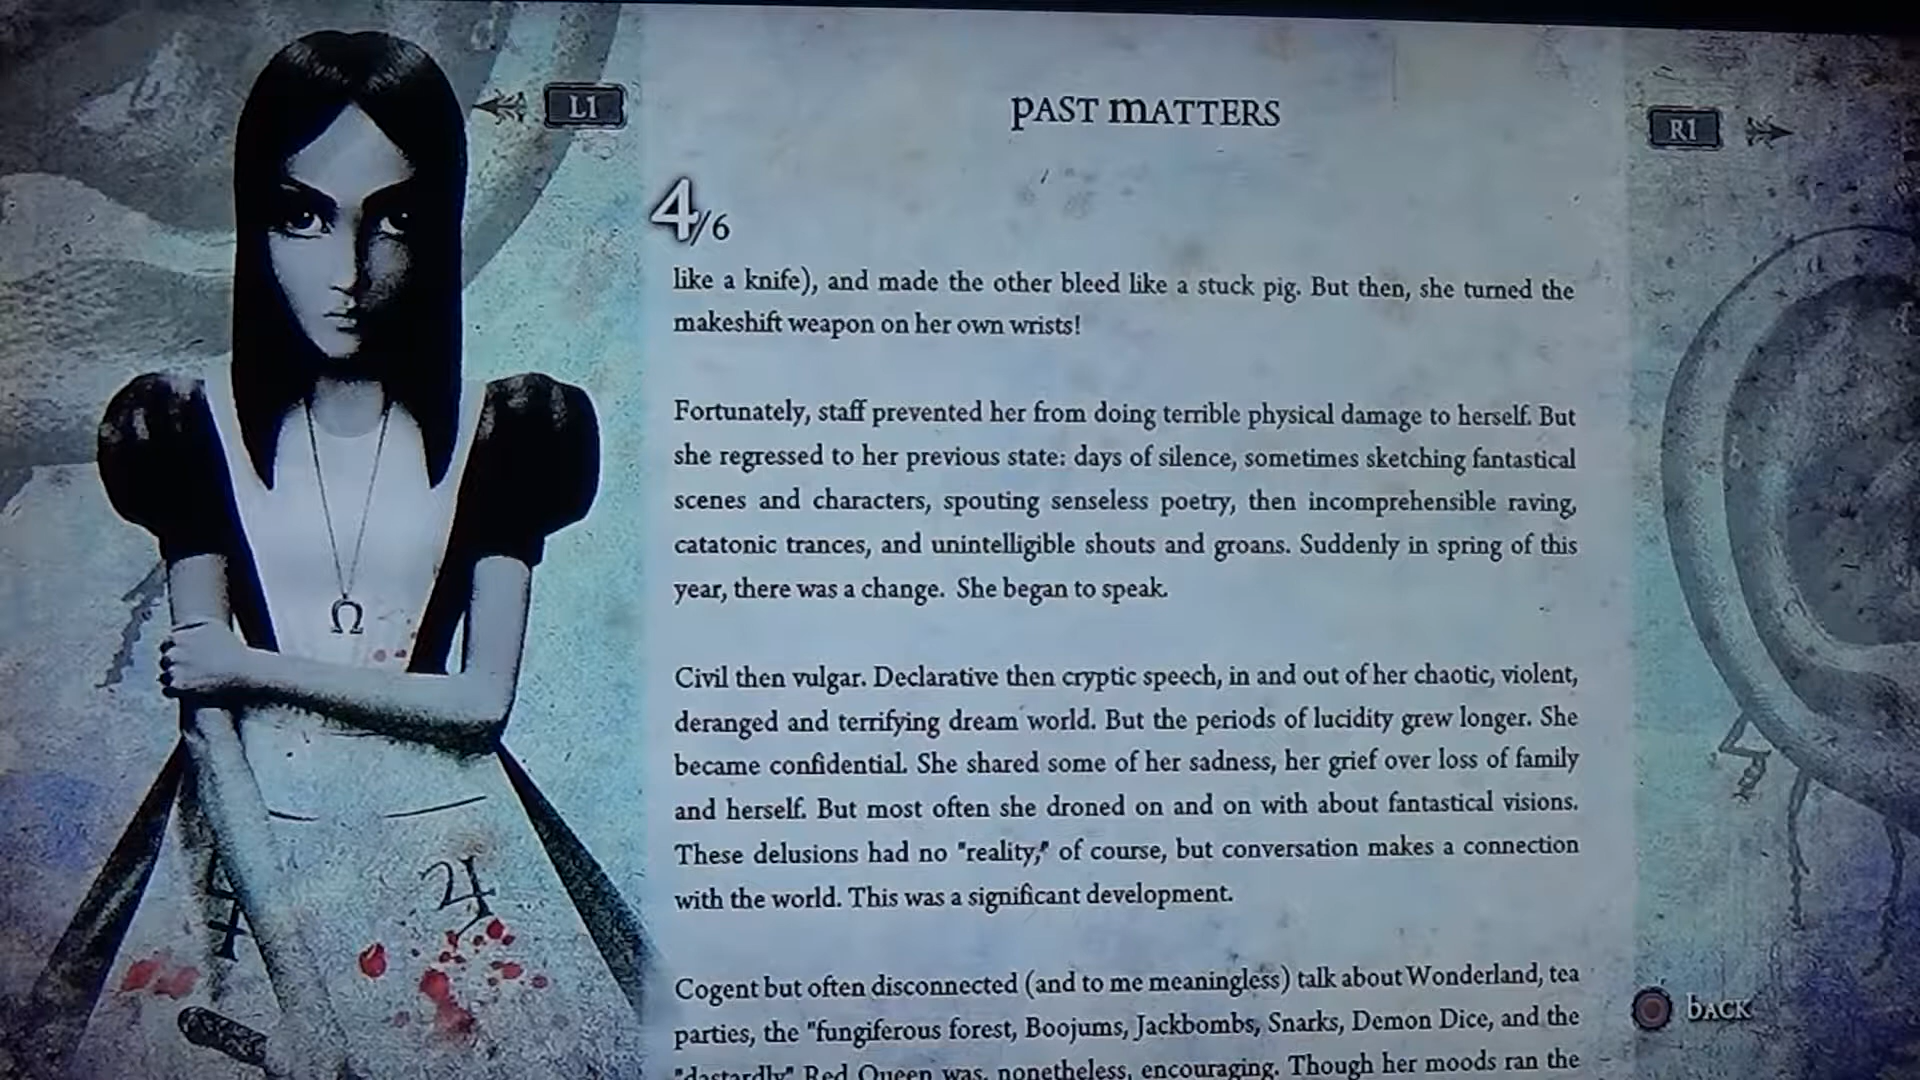 L1
PAST MATTERS
R1
4/6
like a knife), and made the other bleed like a stuck pig. But then, she turned the
makeshift weapon on her own wrists!
Fortunately, staff prevented her from doing terrible physical damage to herself. But
she regressed to her previous state: days of silence, sometimes sketching fantastical
scenes and characters, spouting senseless poetry, then incomprehensible raving,
catatonic trances, and unintelligible shouts and groans. Suddenly in spring of this
year, there was a change. She began to speak.
Civil then vulgar. Declarative then cryptic speech, in and out of her chaotic, violent,
deranged and terrifying dream world. But the periods of lucidity grew longer. She
became confidential. She shared some of her sadness, her grief over loss of family
and herself. But most often she droned on and on with about fantastical visions.
These delusions had no "reality," of course, but conversation makes a connection
with the world. This was a significant development.
Cogent but often disconnected (and to me meaningless) talk about Wonderland, tea
parties, the "fungiferous forest, Boojums, Jackbombs, Snarks, Demon Dice, and the
"dastardly" Red Queen was, nonetheless, encouraging. Though her moods ran the
BACK